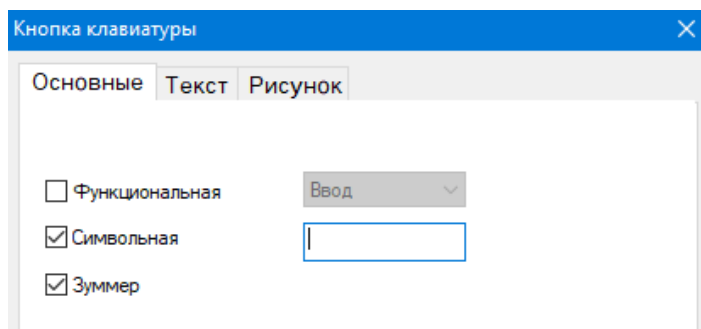 Кнопка клавиатуры
Основные Текст Рисунок
Функциональная Ввод
Символьная
Зуммер